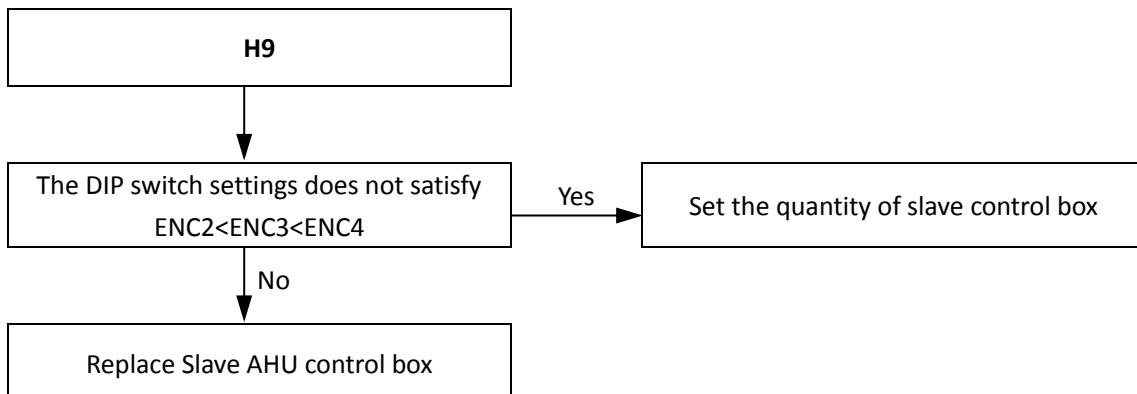 H9
The DIP switch settings does not satisfy
ENC2<ENC3<ENC4
Yes
Set the quantity of slave control box
No
Replace Slave AHU control box